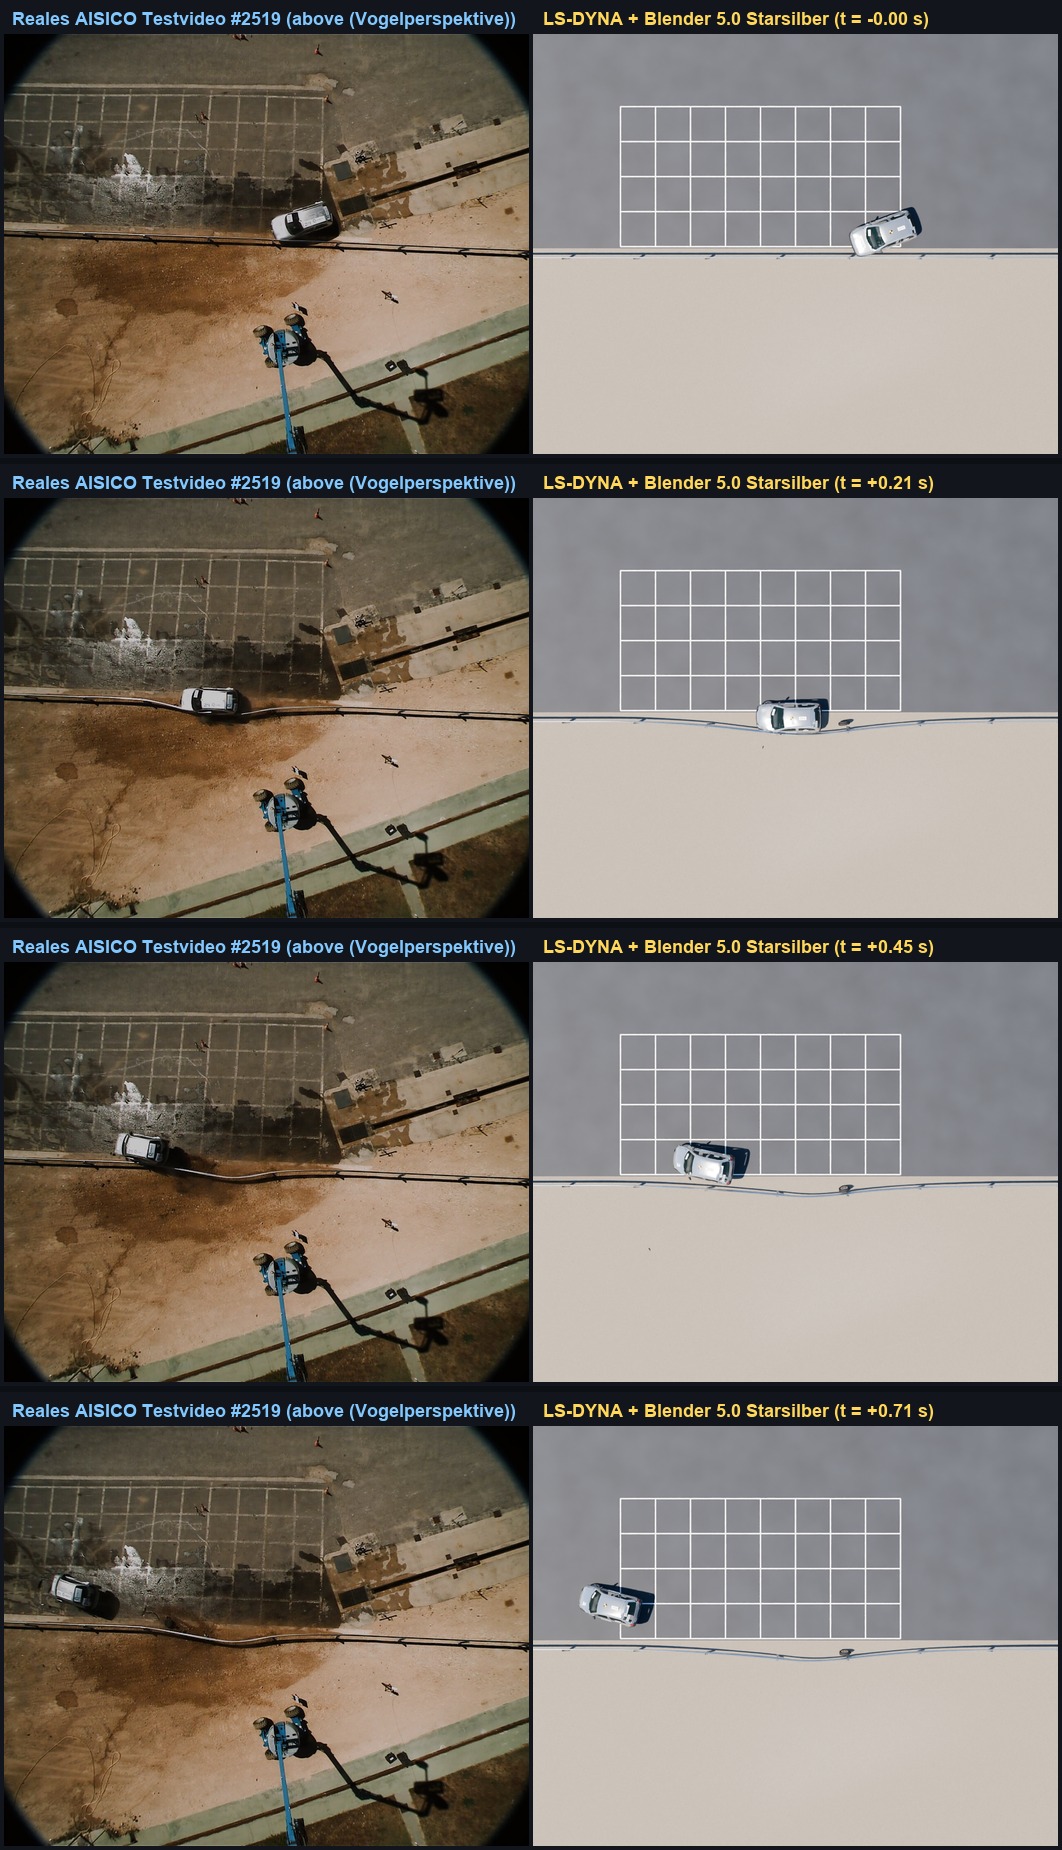 Reales AISICO Testvideo #2519 (above (Vogelperspektive))
LS-DYNA + Blender 5.0 Starsilber (t = -0.00 s)
Reales AISICO Testvideo #2519 (above (Vogelperspektive))
LS-DYNA + Blender 5.0 Starsilber (t = +0.21 s)
Reales AISICO Testvideo #2519 (above (Vogelperspektive))
LS-DYNA + Blender 5.0 Starsilber (t = +0.45 s)
Reales AISICO Testvideo #2519 (above (Vogelperspektive))
LS-DYNA + Blender 5.0 Starsilber (t = +0.71 s)